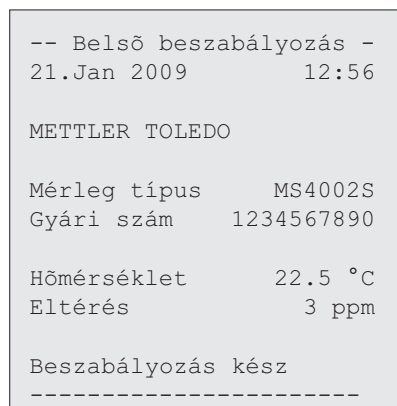 -- Belsõ beszabályozás -
21.Jan 2009 12:56
METTLER TOLEDO
Mérleg típus MS4002S
Gyári szám 1234567890
Hõmérséklet 22.5 °C
Eltérés 3 ppm
Beszabályozás kész
-----------------------